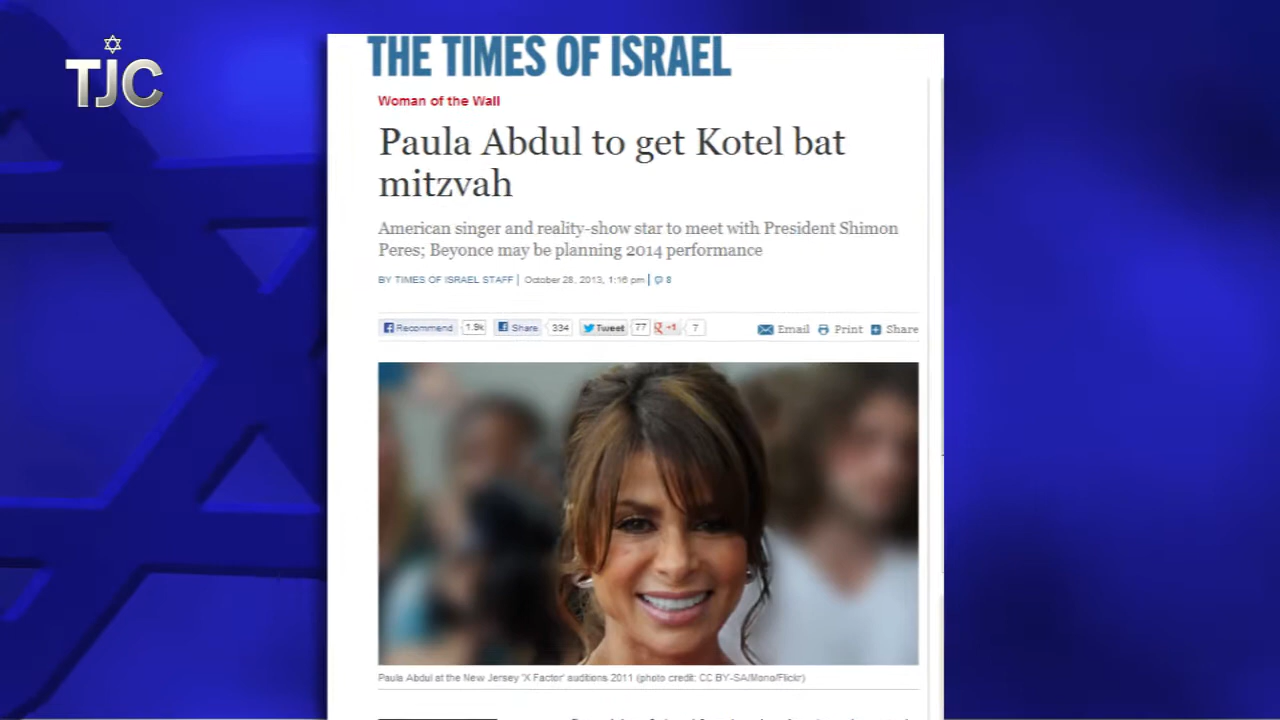 TJC
THE TIMES OF ISRAEL
Woman of the Wall
Paula Abdul to get Kotel bat
mitzvah
American singer and reality-show star to meet with President Shimon
Peres; Beyonce may be planning 2014 performance
BY TIMES OF ISRAEL STAFF | October 28, 2013, 1:16 pm | 8
Recommend 1.9k Share 334 Tweet 77 +1 7 Email Print Share
Paula Abdul at the New Jersey 'X Factor' auditions 2011 (photo credit: CC BY-SA/Mono/Flickr)